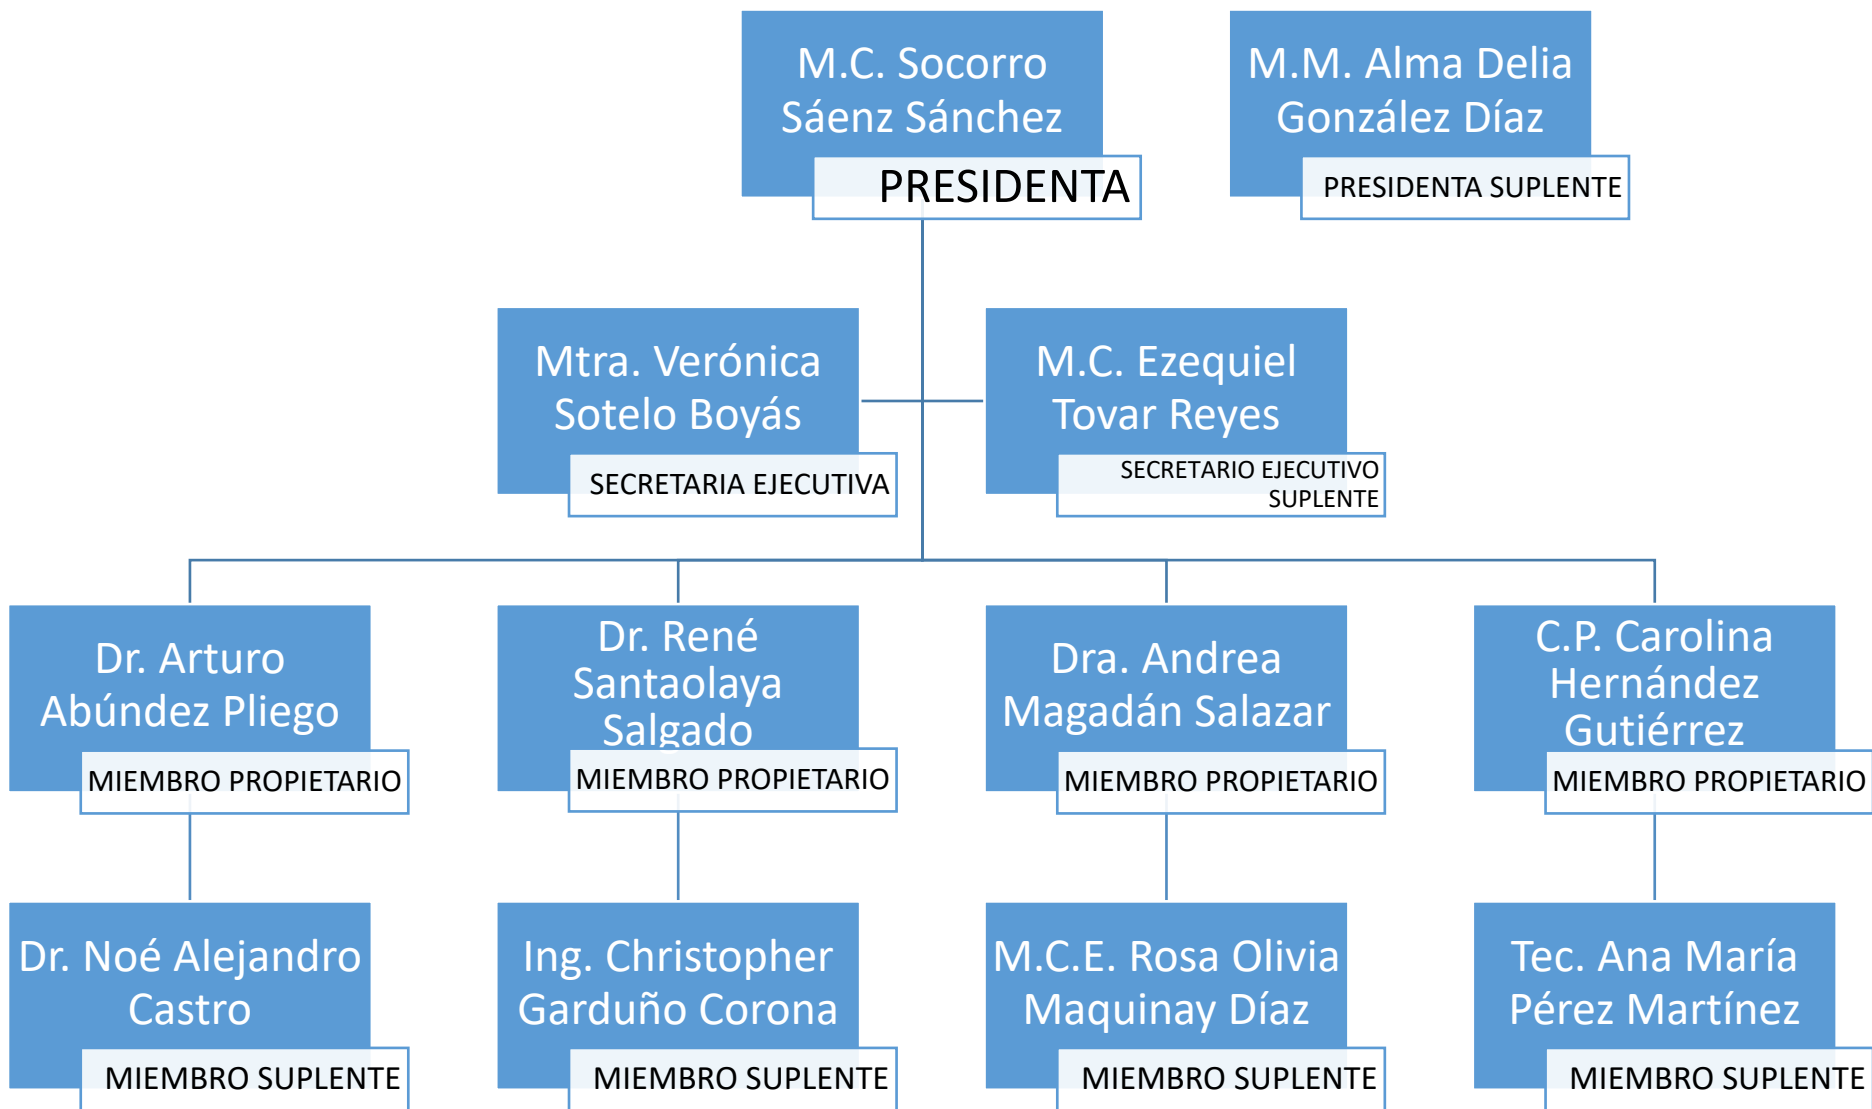 M.C. Socorro
Sáenz Sánchez
PRESIDENTA
M.M. Alma Delia
González Díaz
PRESIDENTA SUPLENTE
Mtra. Verónica
Sotelo Boyás
SECRETARIA EJECUTIVA
M.C. Ezequiel
Tovar Reyes
SECRETARIO EJECUTIVO
SUPLENTE
Dr. Arturo
Abúndez Pliego
MIEMBRO PROPIETARIO
Dr. René
Santaolaya
Salgado
MIEMBRO PROPIETARIO
Dra. Andrea
Magadán Salazar
MIEMBRO PROPIETARIO
C.P. Carolina
Hernández
Gutiérrez
MIEMBRO PROPIETARIO
Dr. Noé Alejandro
Castro
MIEMBRO SUPLENTE
Ing. Christopher
Garduño Corona
MIEMBRO SUPLENTE
M.C.E. Rosa Olivia
Maquinay Díaz
MIEMBRO SUPLENTE
Tec. Ana María
Pérez Martínez
MIEMBRO SUPLENTE